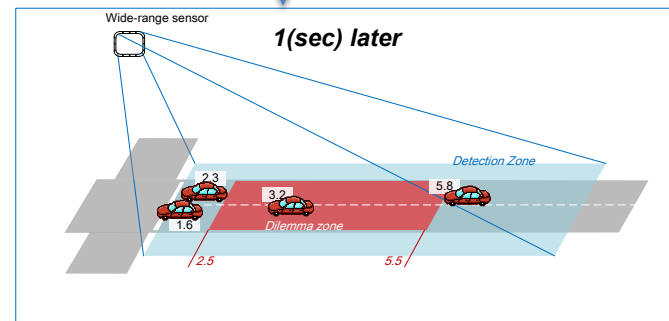 Wide-range sensor
1(sec) later
Detection Zone
2.3
5.8
3.2
1.6
Dilemma zone
2.5
5.5